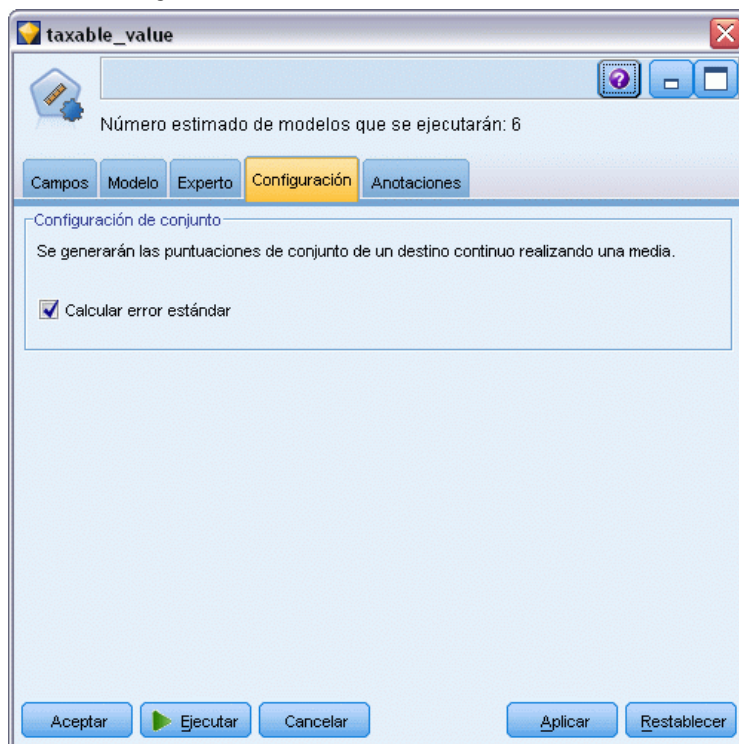 taxable_value
Número estimado de modelos que se ejecutarán: 6
Campos Modelo Experto Configuración Anotaciones
Configuración de conjunto
Se generarán las puntuaciones de conjunto de un destino continuo realizando una media.
Calcular error estándar
Aceptar Ejecutar Cancelar Aplicar Restablecer